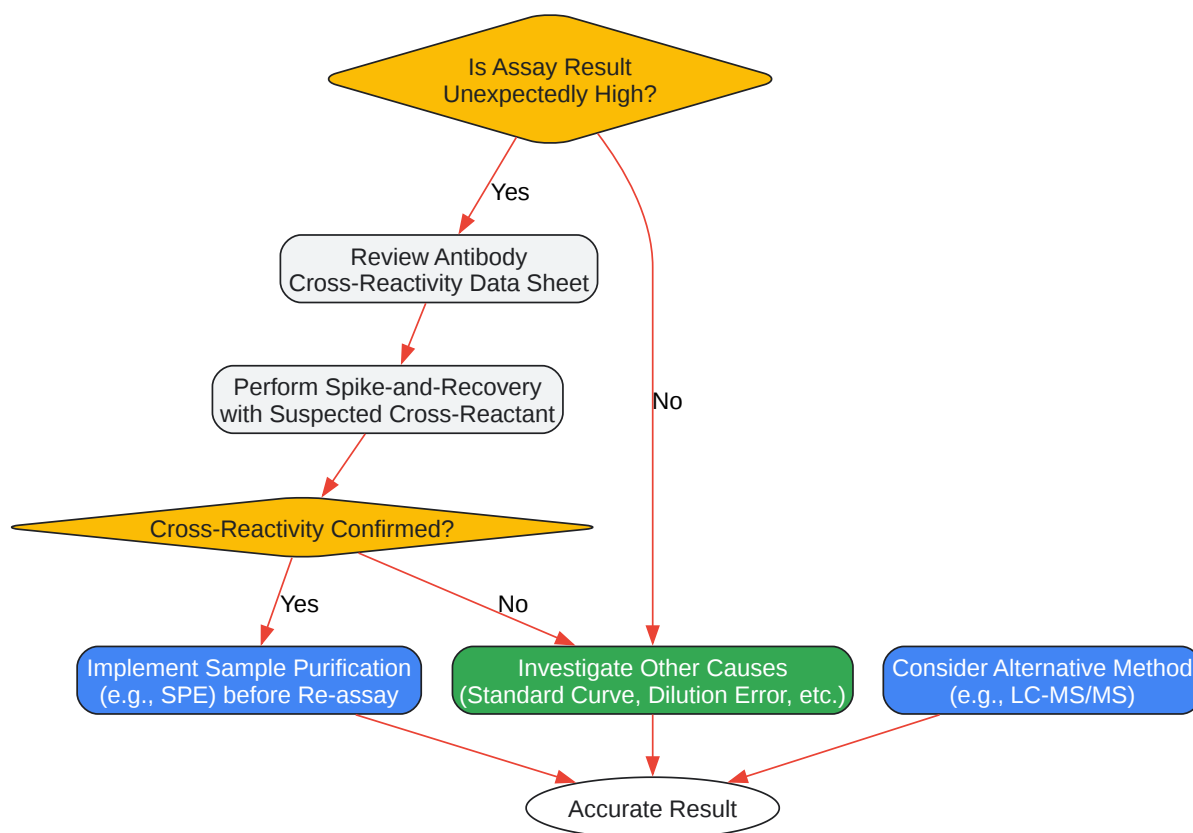 Is Assay Result
Unexpectedly High?
Yes
Review Antibody
Cross-Reactivity Data Sheet
Perform Spike-and-Recovery
with Suspected Cross-Reactant
No
Cross-Reactivity Confirmed?
Yes
No
Implement Sample Purification
(e.g., SPE) before Re-assay
Investigate Other Causes
(Standard Curve, Dilution Error, etc.)
Consider Alternative Method
(e.g., LC-MS/MS)
Accurate Result